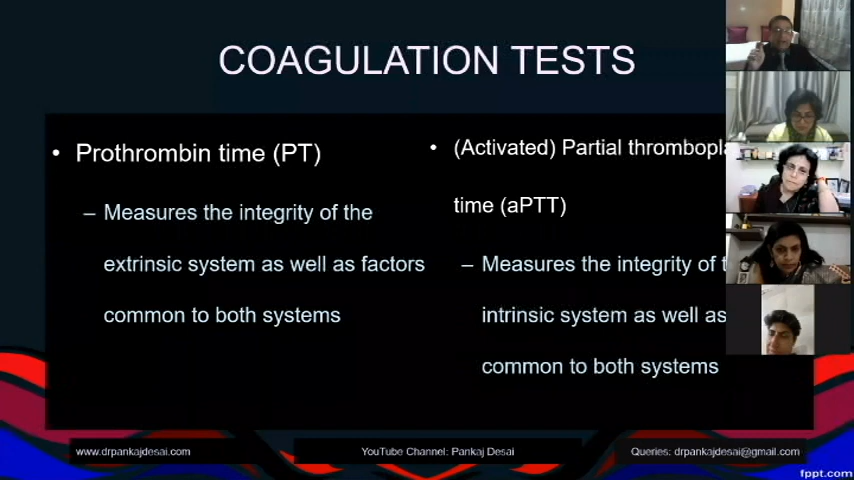 COAGULATION TESTS
• Prothrombin time (PT)
– Measures the integrity of the
extrinsic system as well as factors
common to both systems
• (Activated) Partial thrombopla
time (aPTT)
– Measures the integrity of t
intrinsic system as well as
common to both systems
www.drpankajdesai.com
YouTube Channel: Pankaj Desai
Queries: drpankajdesai@gmail.com
fppt.com